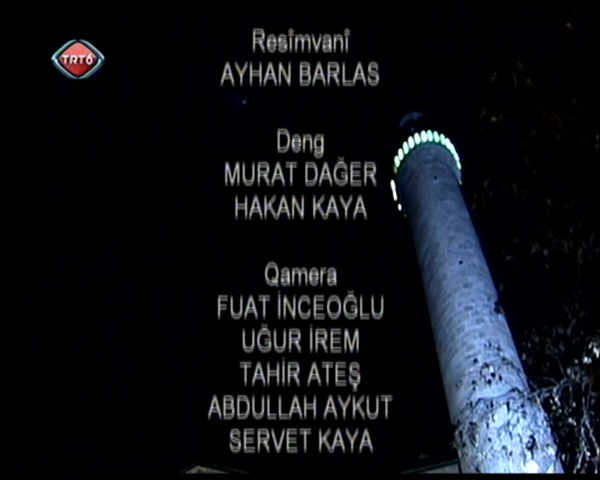 TRT6
Resîmvanî
AYHAN BARLAS
Deng
MURAT DAĞER
HAKAN KAYA
Qamera
FUAT İNCEOĞLU
UĞUR İREM
TAHİR ATEŞ
ABDULLAH AYKUT
SERVET KAYA